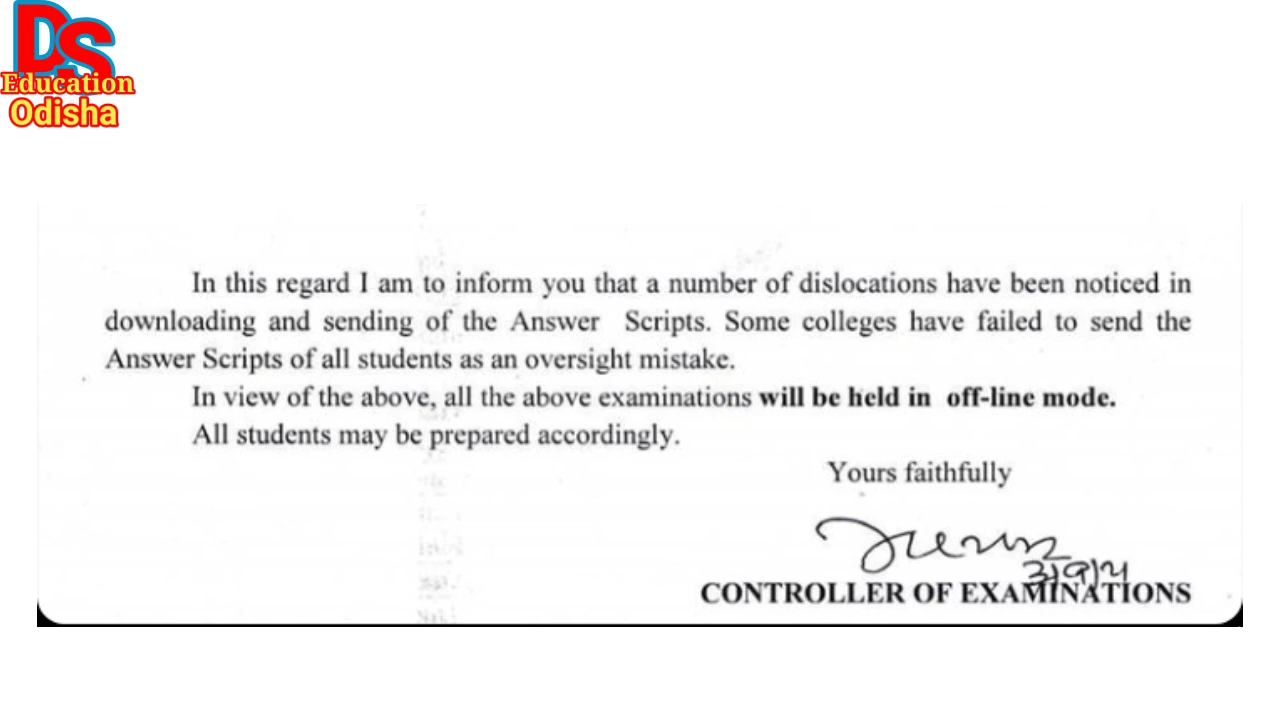 DS
Education
Odisha
In this regard I am to inform you that a number of dislocations have been noticed in
downloading and sending of the Answer Scripts. Some colleges have failed to send the
Answer Scripts of all students as an oversight mistake.
In view of the above, all the above examinations will be held in off-line mode.
All students may be prepared accordingly.
Yours faithfully
CONTROLLER OF EXAMINATIONS